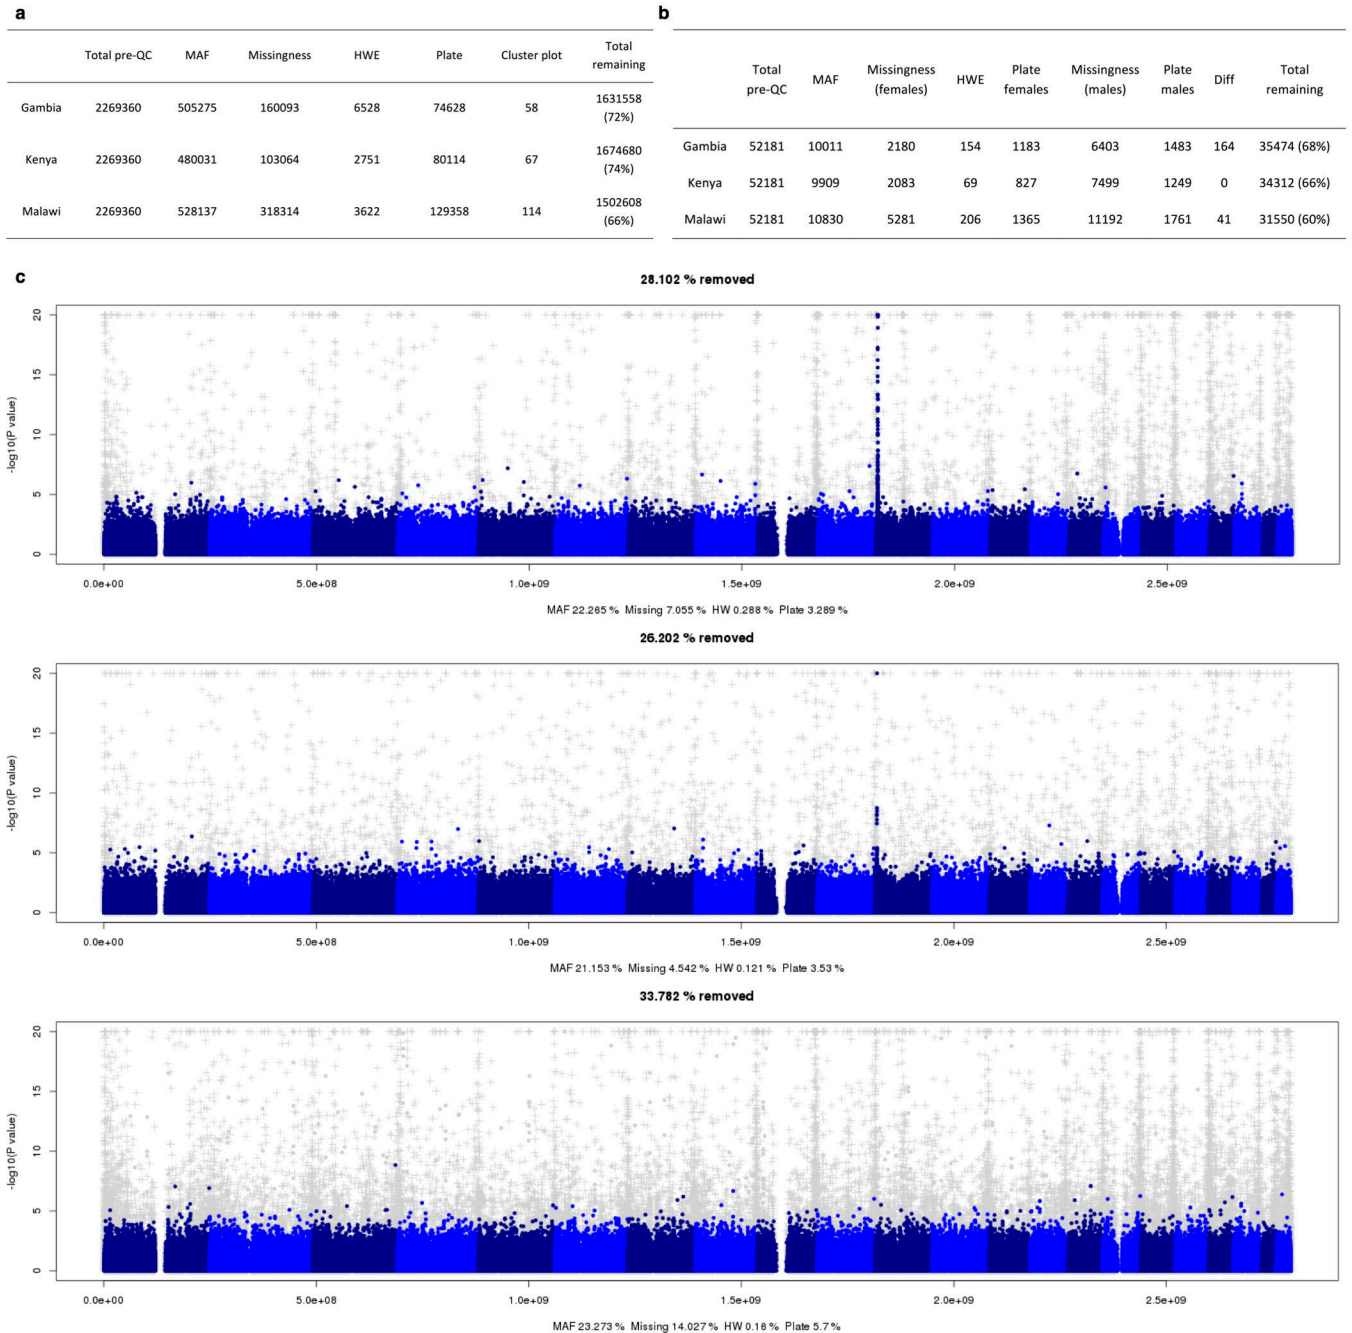 a
Total pre-QC MAF Missingness HWE Plate Cluster plot Total remaining
Gambia 2269360 505275 160093 6528 74628 58 1631558 (72%)
Kenya 2269360 480031 103064 2751 80114 67 1674680 (74%)
Malawi 2269360 528137 318314 3622 129358 114 1502608 (66%)
b
Total pre-QC MAF Missingness (females) HWE Plate females Missingness (males) Plate males Diff Total remaining
Gambia 52181 10011 2180 154 1183 6403 1483 164 35474 (68%)
Kenya 52181 9909 2083 69 827 7499 1249 0 34312 (66%)
Malawi 52181 10830 5281 206 1365 11192 1761 41 31550 (60%)
c
28.102 % removed
-log10(P value)
20
15
10
5
0
0.0e+00 5.0e+08 1.0e+09 1.5e+09 2.0e+09 2.5e+09
MAF 22.265 % Missing 7.055 % HW 0.288 % Plate 3.289 %
26.202 % removed
-log10(P value)
20
15
10
5
0
0.0e+00 5.0e+08 1.0e+09 1.5e+09 2.0e+09 2.5e+09
MAF 21.153 % Missing 4.542 % HW 0.121 % Plate 3.53 %
33.782 % removed
-log10(P value)
20
15
10
5
0
0.0e+00 5.0e+08 1.0e+09 1.5e+09 2.0e+09 2.5e+09
MAF 23.273 % Missing 14.027 % HW 0.16 % Plate 5.7 %